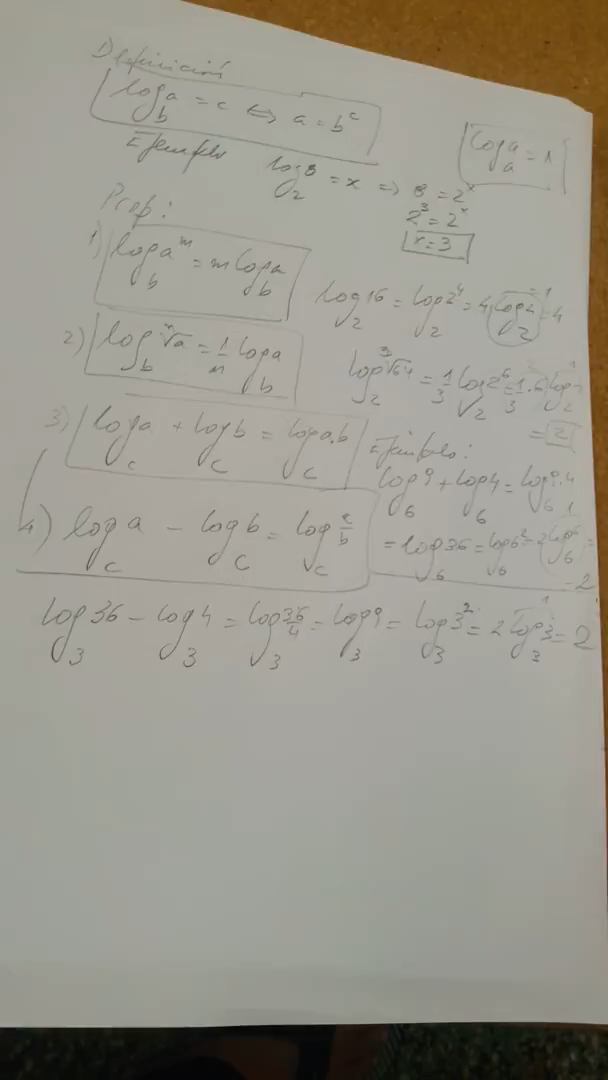 Definición
log_b a = c ⇔ a = b^c
log_a a = 1
Ejemplo log_2 8 = x ⇒ 8 = 2^x
2^3 = 2^x
x = 3
Prop:
1) log_b a^m = m log_b a
log_2 16 = log_2 2^4 = 4 log_2 2 = 4
= 1
2) log_b ⁿ√a = 1/n log_b a
log_2 ³√64 = 1/3 log_2 2^6 = 1/3 · 6 log_2 2
1
= 2
3) log_c a + log_c b = log_c a.b
Ejemplo:
log_6 9 + log_6 4 = log_6 9.4
= log_6 36 = log_6 6^2 = 2 log_6 6 =
1
= 2
4) log_c a - log_c b = log_c /b
log_3 36 - log_3 4 = log_3 36/4 = log_3 9 = log_3 3^2 = 2 log_3 3 = 2
1